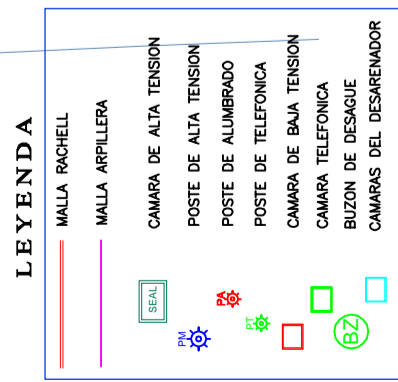 LEYENDA
MALLA RACHELL
MALLA ARPILLERA
SEAL CAMARA DE ALTA TENSION
PM POSTE DE ALTA TENSION
PA POSTE DE ALUMBRADO
PT POSTE DE TELEFONICA
CAMARA DE BAJA TENSION
CAMARA TELEFONICA
BZ BUZON DE DESAGUE
CAMARAS DEL DESARENADOR